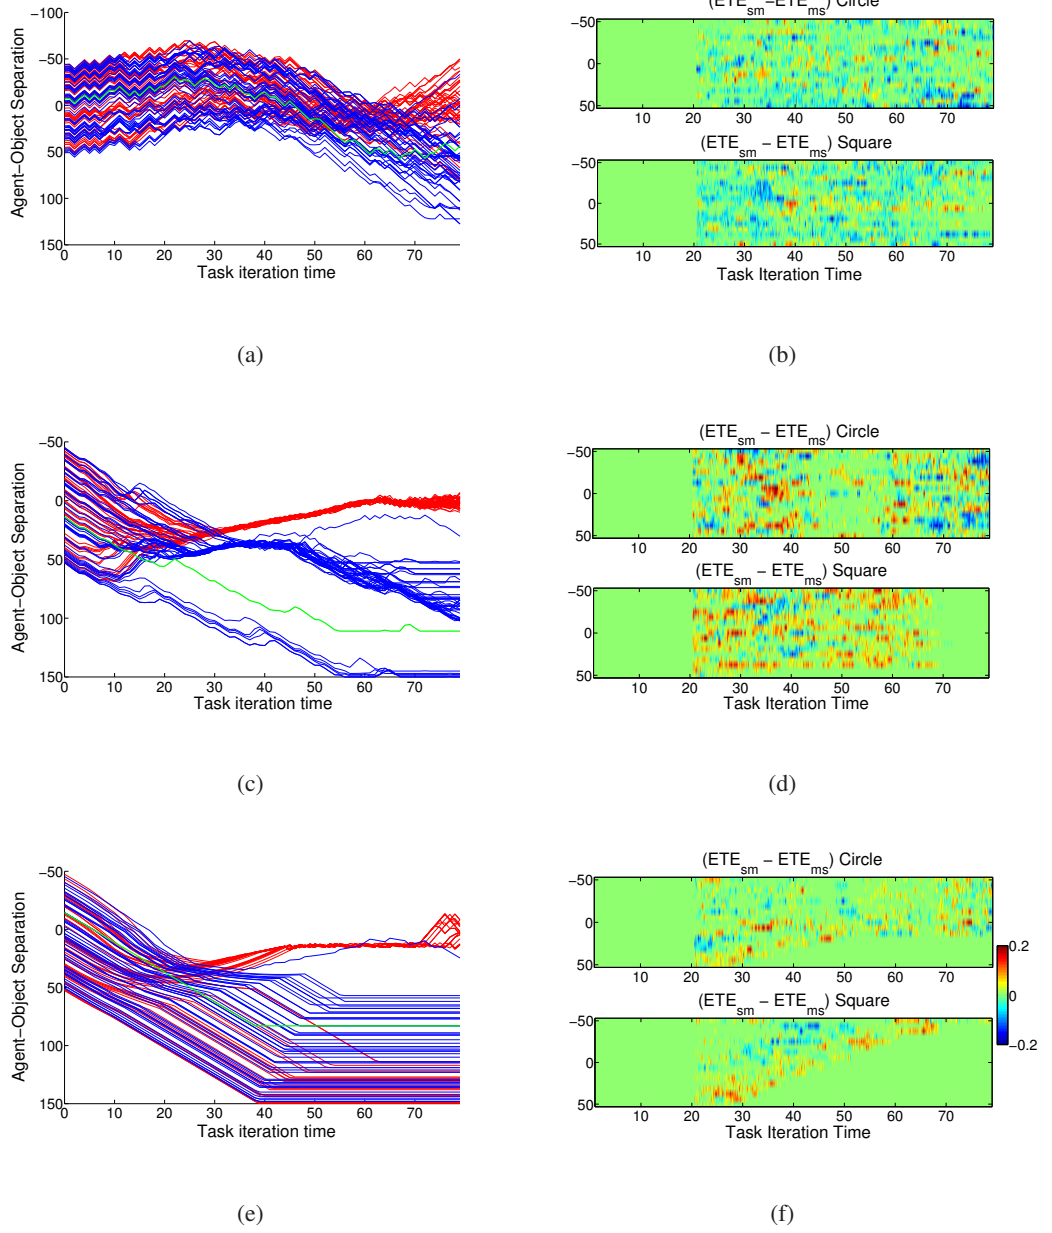 (ETE_sm−ETE_ms) Circle
−100
−50
0
50
100
150
0 10 20 30 40 50 60 70
Agent−Object Separation
Task iteration time
−50
0
50
10 20 30 40 50 60 70
(ETE_sm − ETE_ms) Square
−50
0
50
10 20 30 40 50 60 70
Task Iteration Time
(a)
(b)
−50
0
50
100
150
0 10 20 30 40 50 60 70
Agent−Object Separation
Task iteration time
(ETE_sm − ETE_ms) Circle
−50
0
50
10 20 30 40 50 60 70
(ETE_sm − ETE_ms) Square
−50
0
50
10 20 30 40 50 60 70
Task Iteration Time
(c)
(d)
−50
0
50
100
150
0 10 20 30 40 50 60 70
Agent−Object Separation
Task iteration time
(ETE_sm − ETE_ms) Circle
−50
0
50
10 20 30 40 50 60 70
(ETE_sm − ETE_ms) Square
−50
0
50
10 20 30 40 50 60 70
Task Iteration Time
0.2
0
−0.2
(e)
(f)